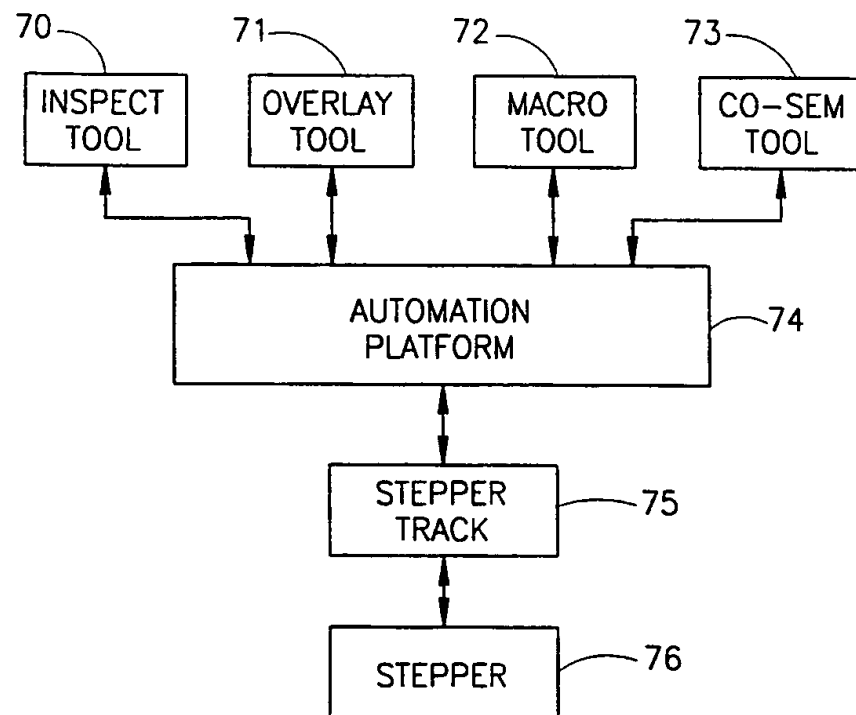 70
71
72
73
INSPECT
TOOL
OVERLAY
TOOL
MACRO
TOOL
CO-SEM
TOOL
AUTOMATION
PLATFORM
74
STEPPER
TRACK
75
STEPPER
76